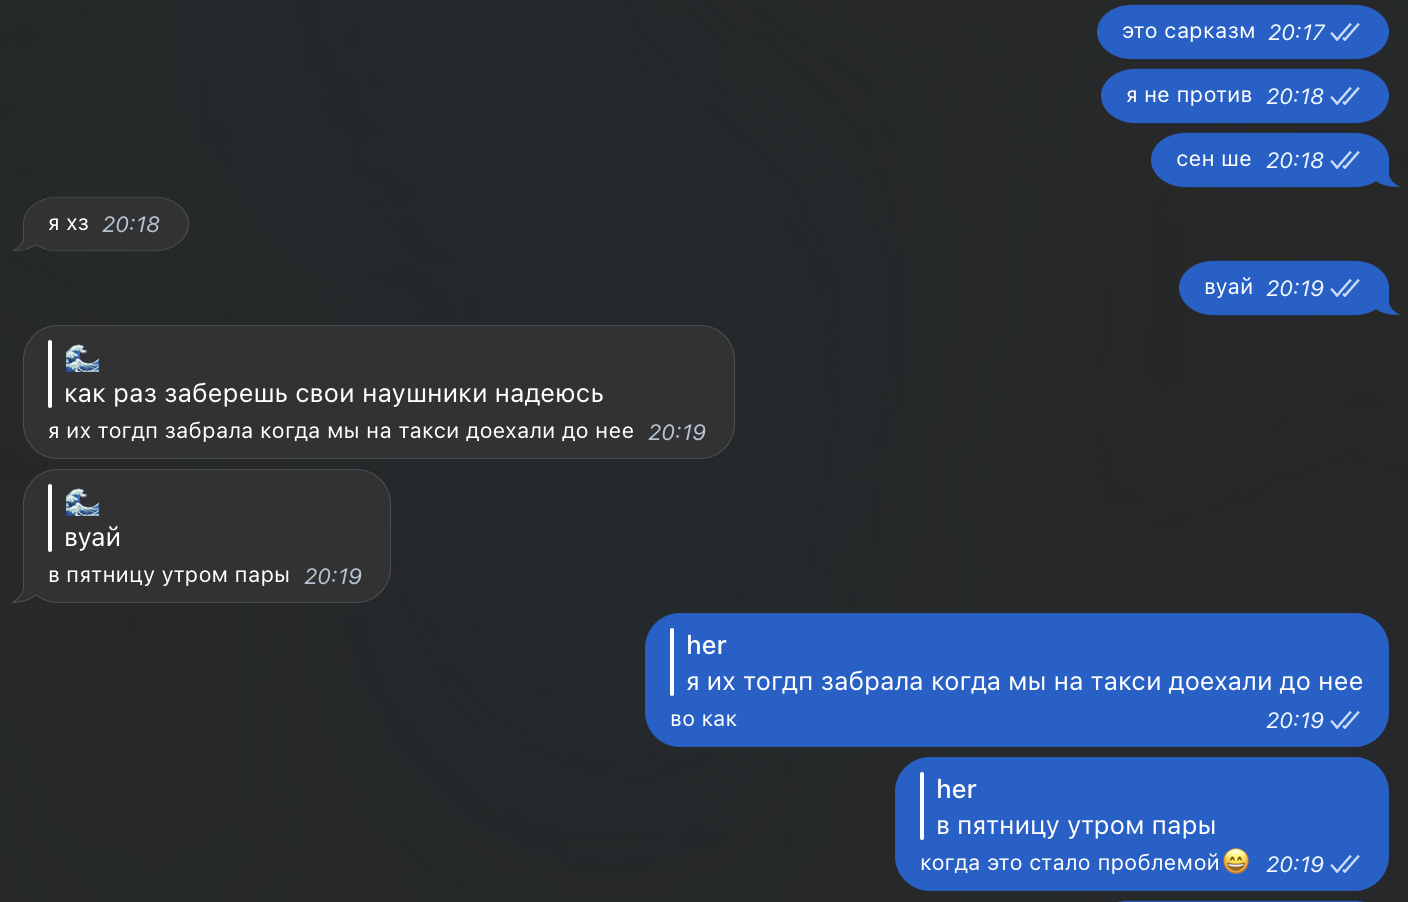 это сарказм 20:17
я не против 20:18
сен ше 20:18
я хз 20:18
вуай 20:19
🌊
как раз заберешь свои наушники надеюсь
я их тогдп забрала когда мы на такси доехали до нее 20:19
🌊
вуай
в пятницу утром пары 20:19
her
я их тогдп забрала когда мы на такси доехали до нее
во как 20:19
her
в пятницу утром пары
когда это стало проблемой😄 20:19